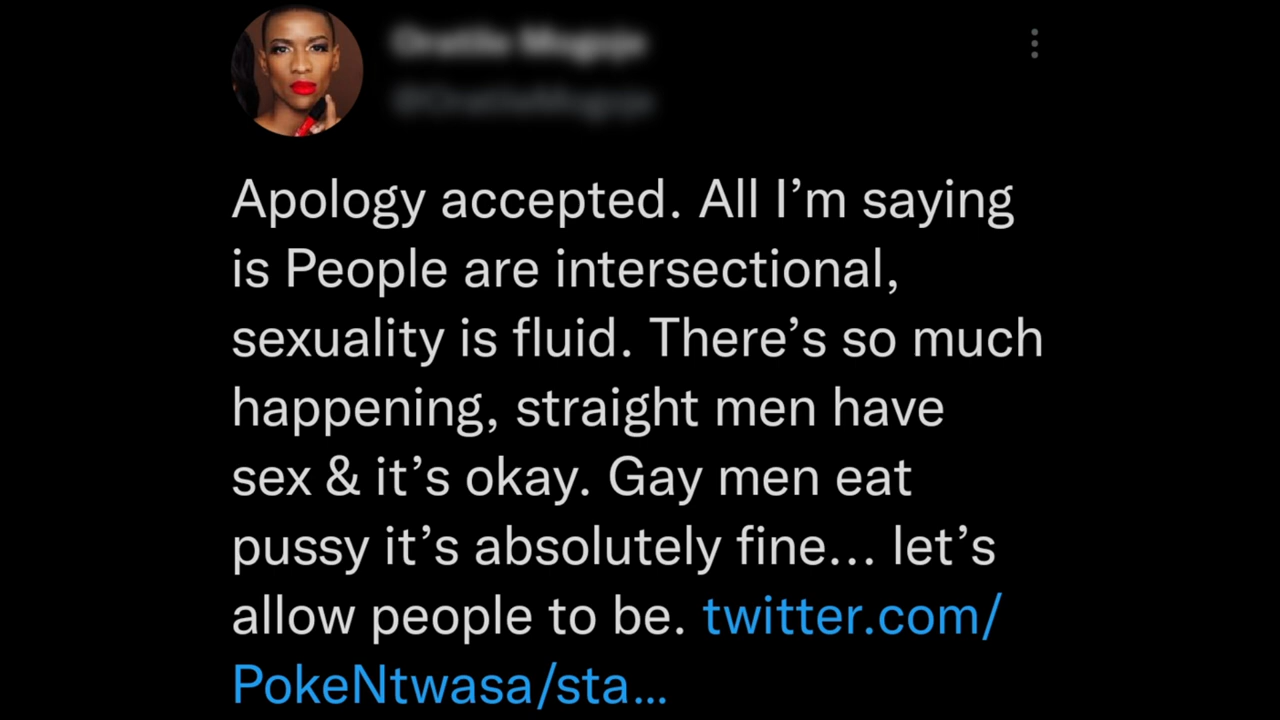 Apology accepted. All I’m saying
is People are intersectional,
sexuality is fluid. There’s so much
happening, straight men have
sex & it’s okay. Gay men eat
pussy it’s absolutely fine... let’s
allow people to be. twitter.com/
PokeNtwasa/sta...